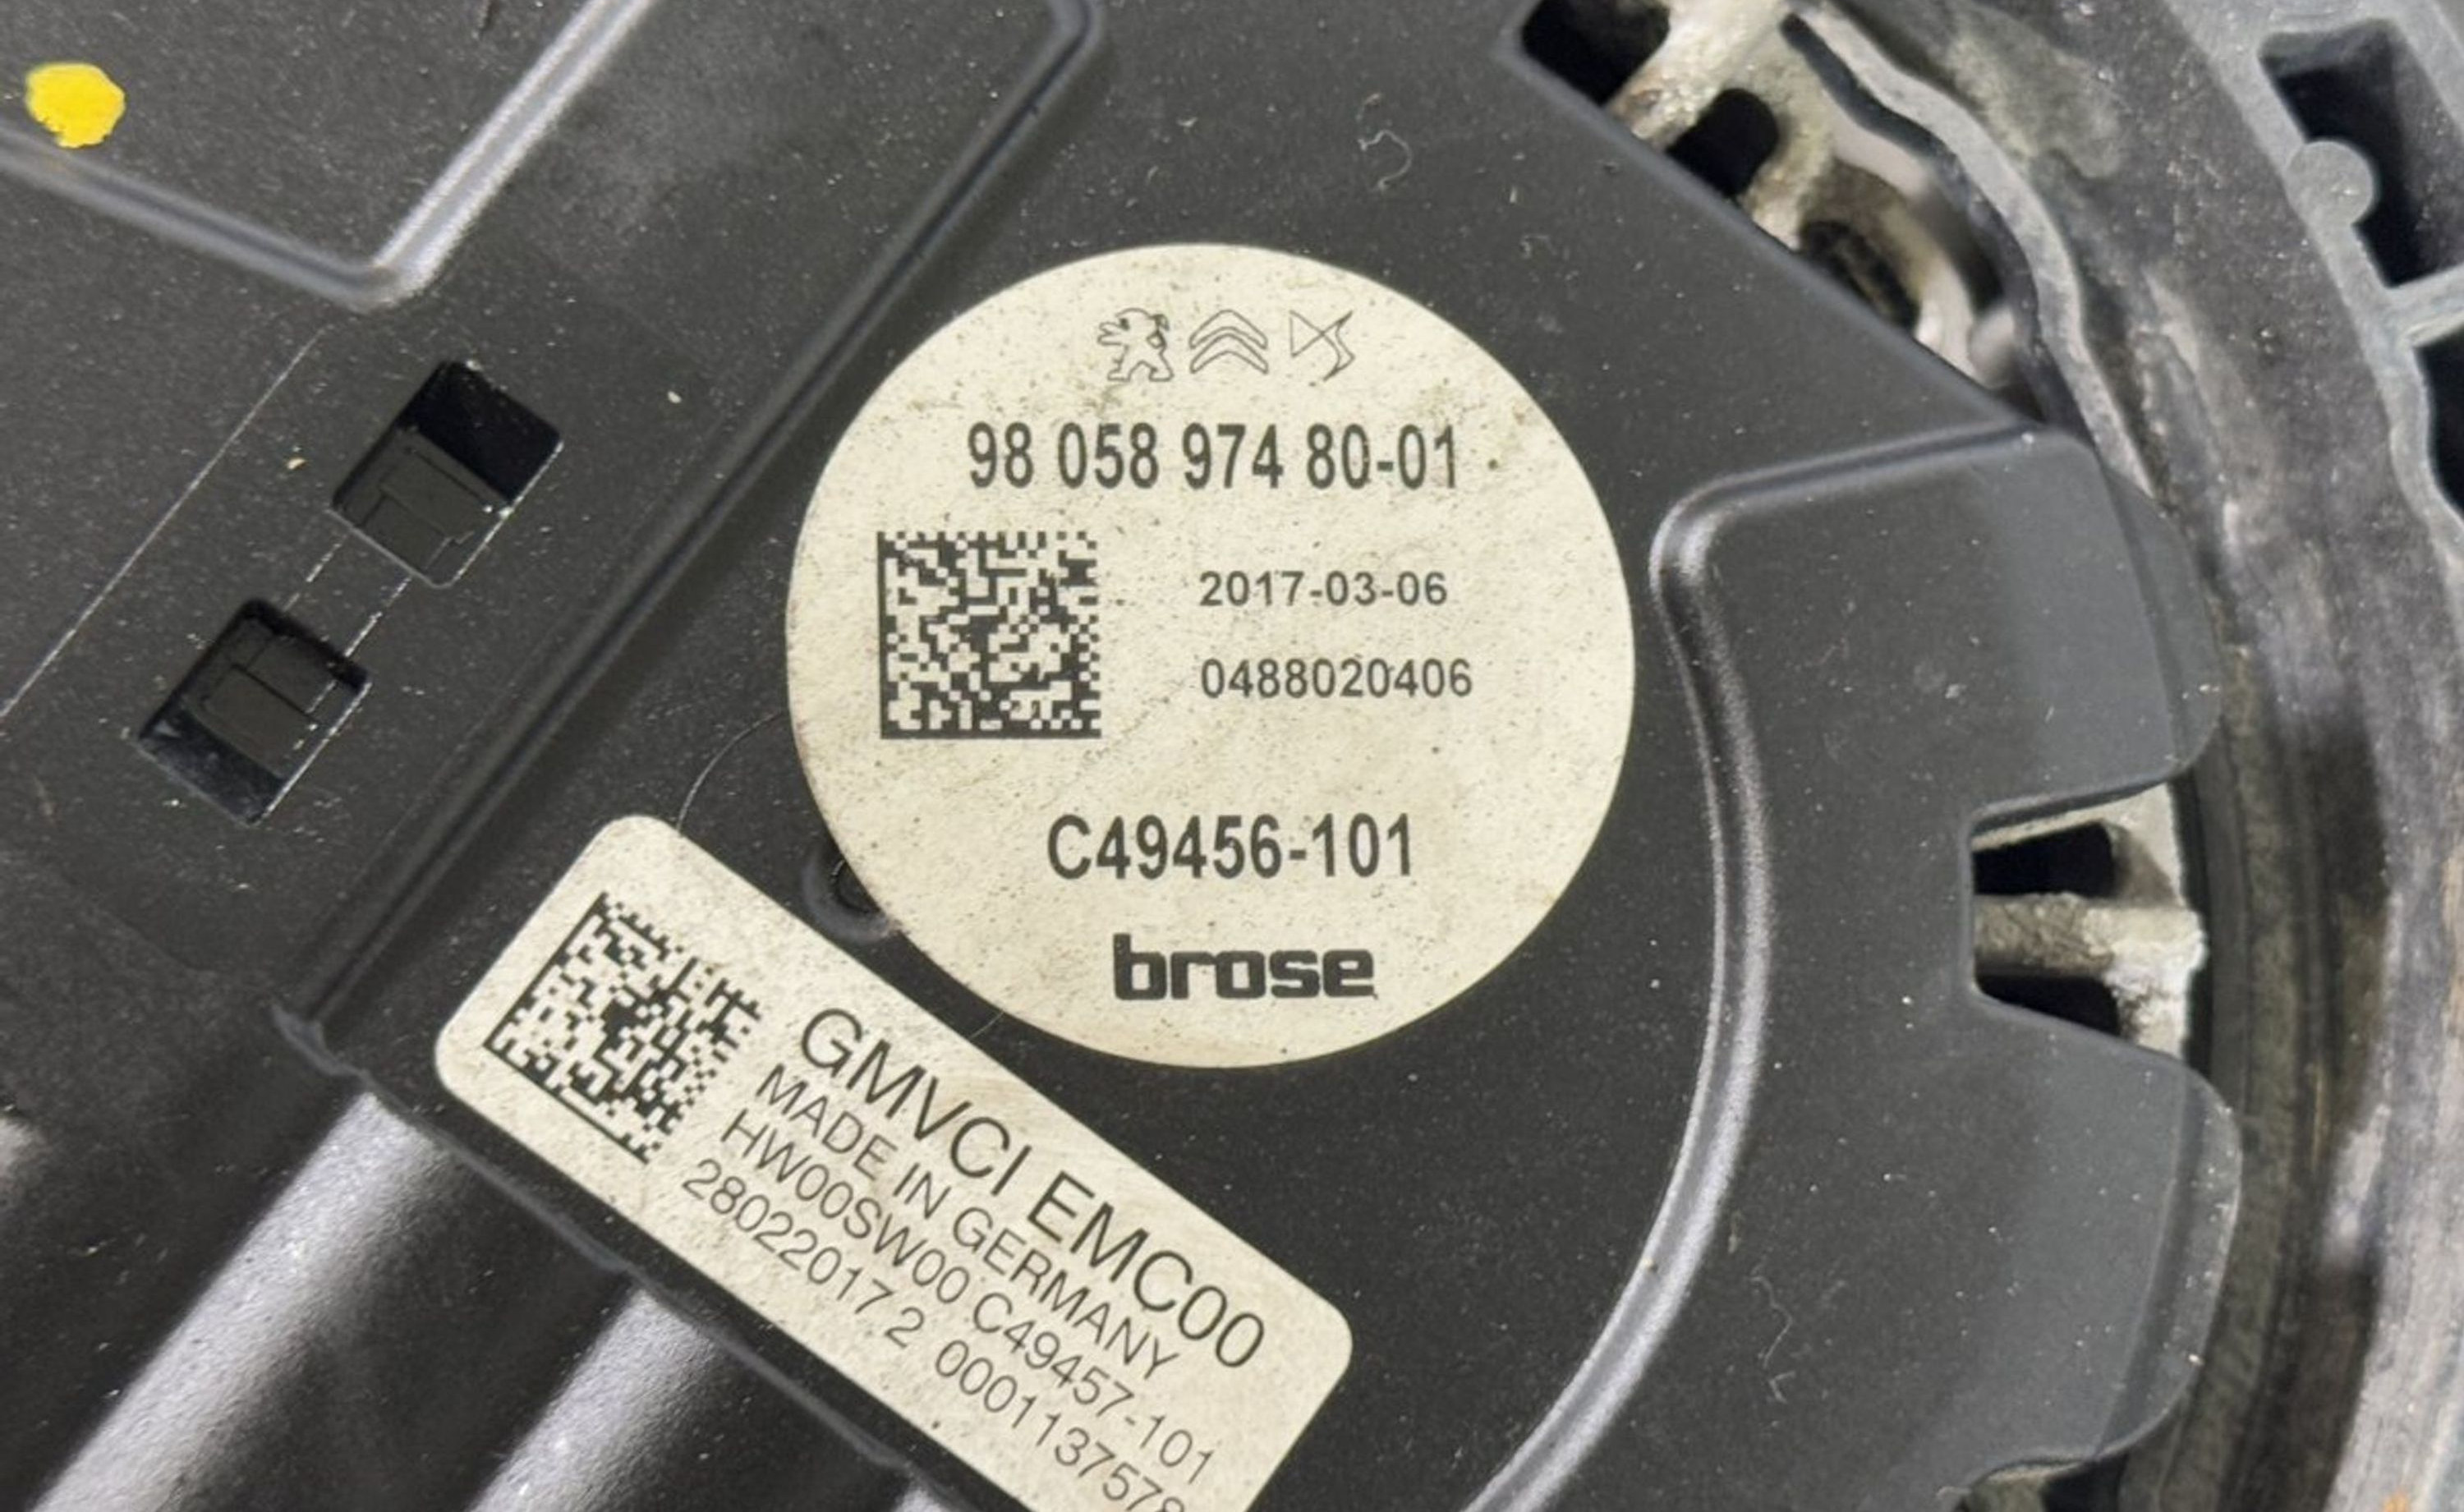 98 058 974 80-01
2017-03-06
0488020406
C49456-101
brose
GMVCI EMC00
MADE IN GERMANY
HW00SW00 C49457-101
28022017 2 000113757